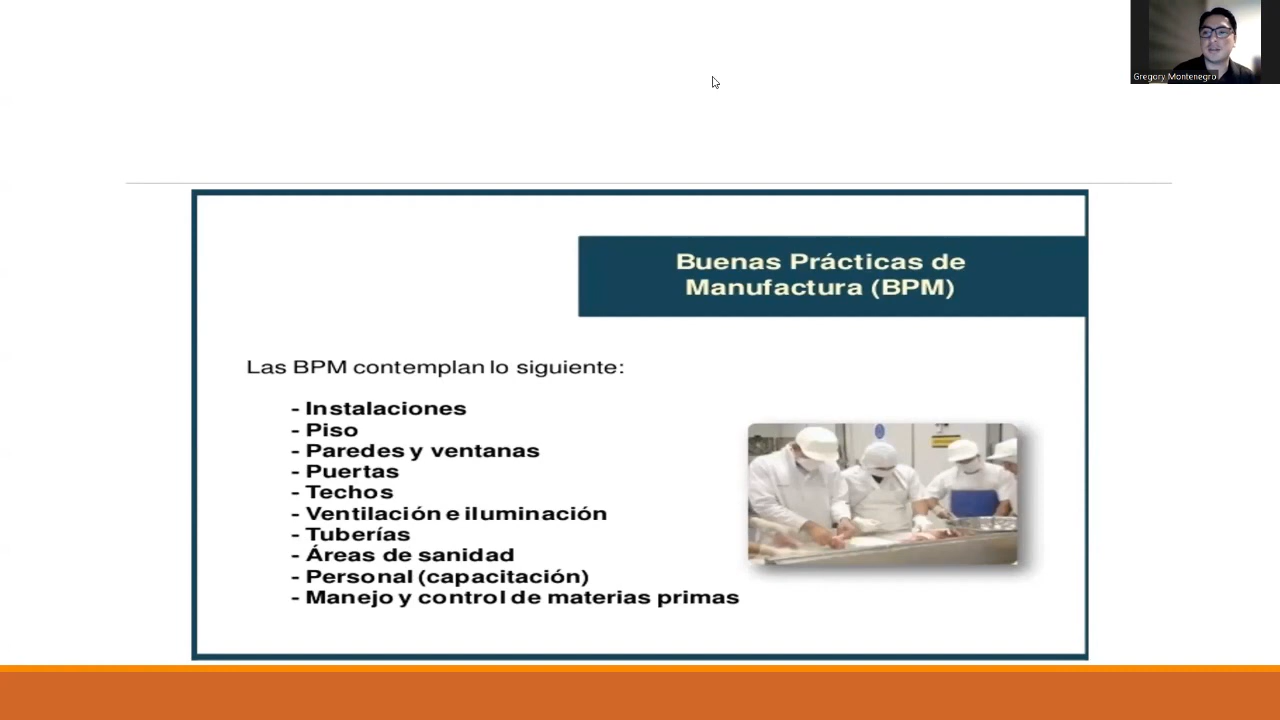 Gregory Montenegro
Buenas Prácticas de
Manufactura (BPM)
Las BPM contemplan lo siguiente:
- Instalaciones
- Piso
- Paredes y ventanas
- Puertas
- Techos
- Ventilación e iluminación
- Tuberías
- Áreas de sanidad
- Personal (capacitación)
- Manejo y control de materias primas